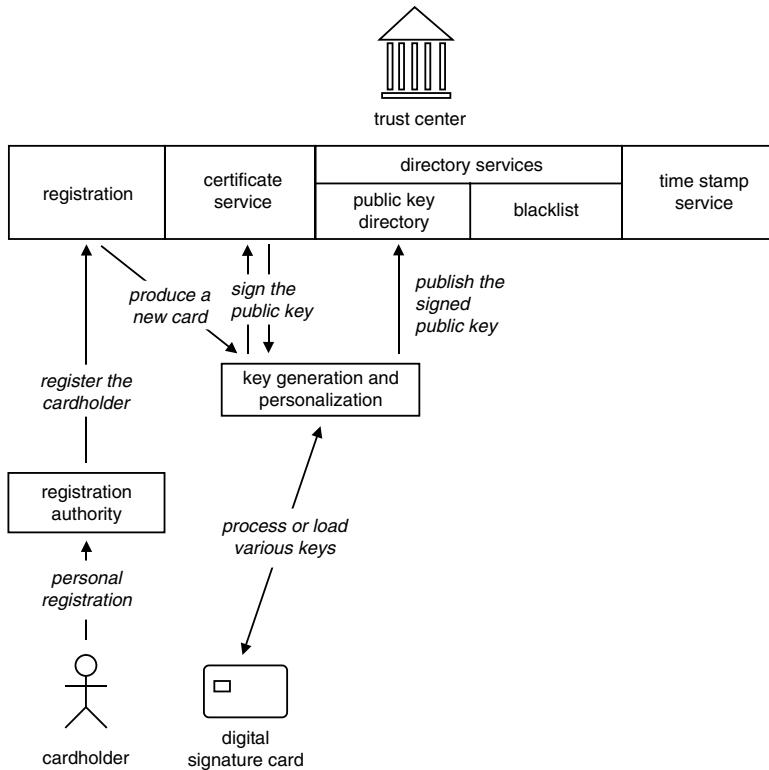 trust center
registration
certificate
service
directory services
public key
directory
blacklist
time stamp
service
produce a
new card
sign the
public key
publish the
signed
public key
register the
cardholder
key generation and
personalization
registration
authority
process or load
various keys
personal
registration
cardholder
digital
signature card